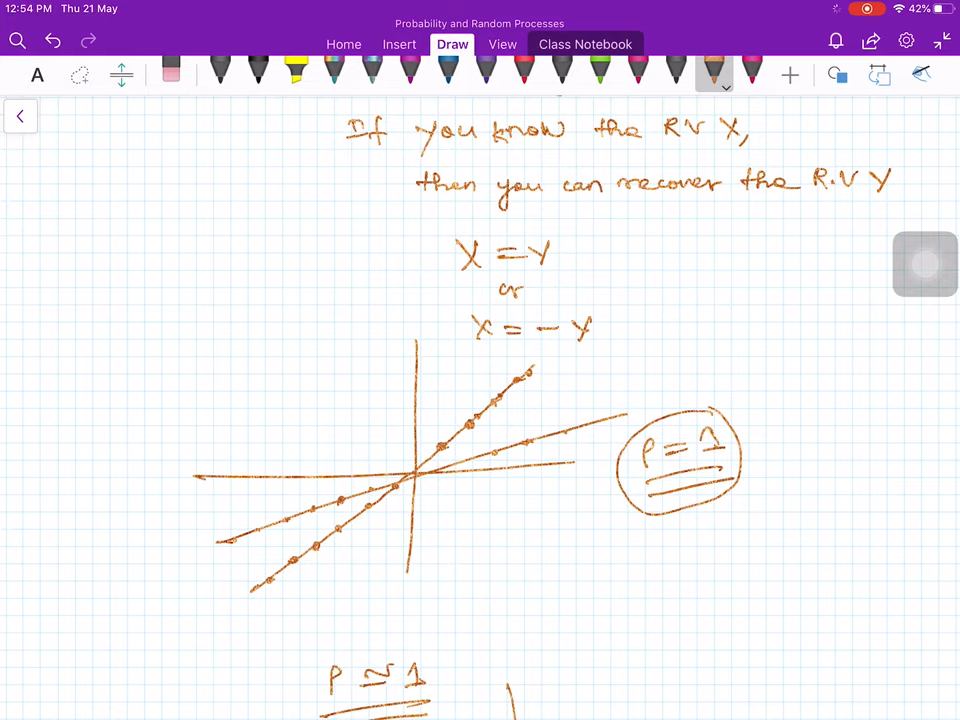 12:54 PM Thu 21 May
42%
Probability and Random Processes
Home Insert Draw View Class Notebook
A
If you know the RV X,
then you can recover the R.V Y
X = Y
or
X = - Y
ρ = 1
ρ ≃ 1